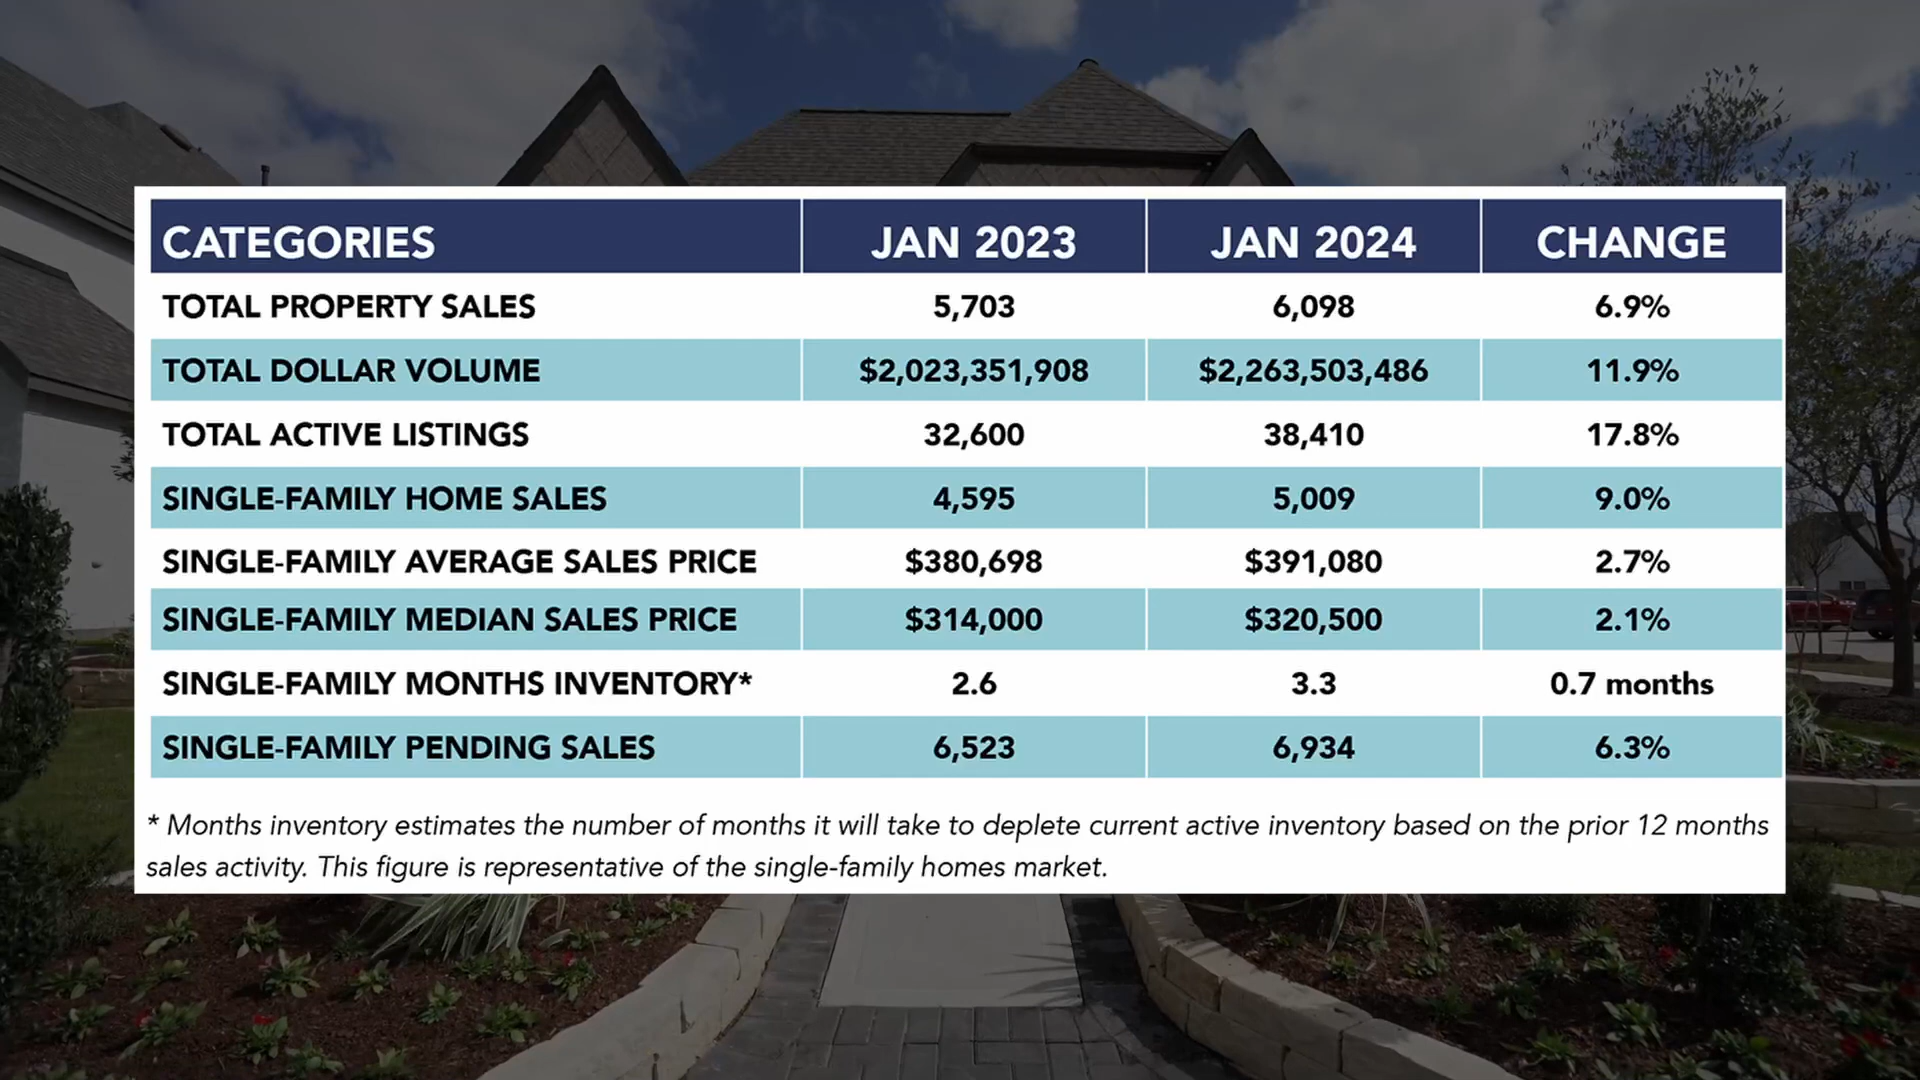 CATEGORIES JAN 2023 JAN 2024 CHANGE
TOTAL PROPERTY SALES 5,703 6,098 6.9%
TOTAL DOLLAR VOLUME $2,023,351,908 $2,263,503,486 11.9%
TOTAL ACTIVE LISTINGS 32,600 38,410 17.8%
SINGLE-FAMILY HOME SALES 4,595 5,009 9.0%
SINGLE-FAMILY AVERAGE SALES PRICE $380,698 $391,080 2.7%
SINGLE-FAMILY MEDIAN SALES PRICE $314,000 $320,500 2.1%
SINGLE-FAMILY MONTHS INVENTORY* 2.6 3.3 0.7 months
SINGLE-FAMILY PENDING SALES 6,523 6,934 6.3%
* Months inventory estimates the number of months it will take to deplete current active inventory based on the prior 12 months
sales activity. This figure is representative of the single-family homes market.